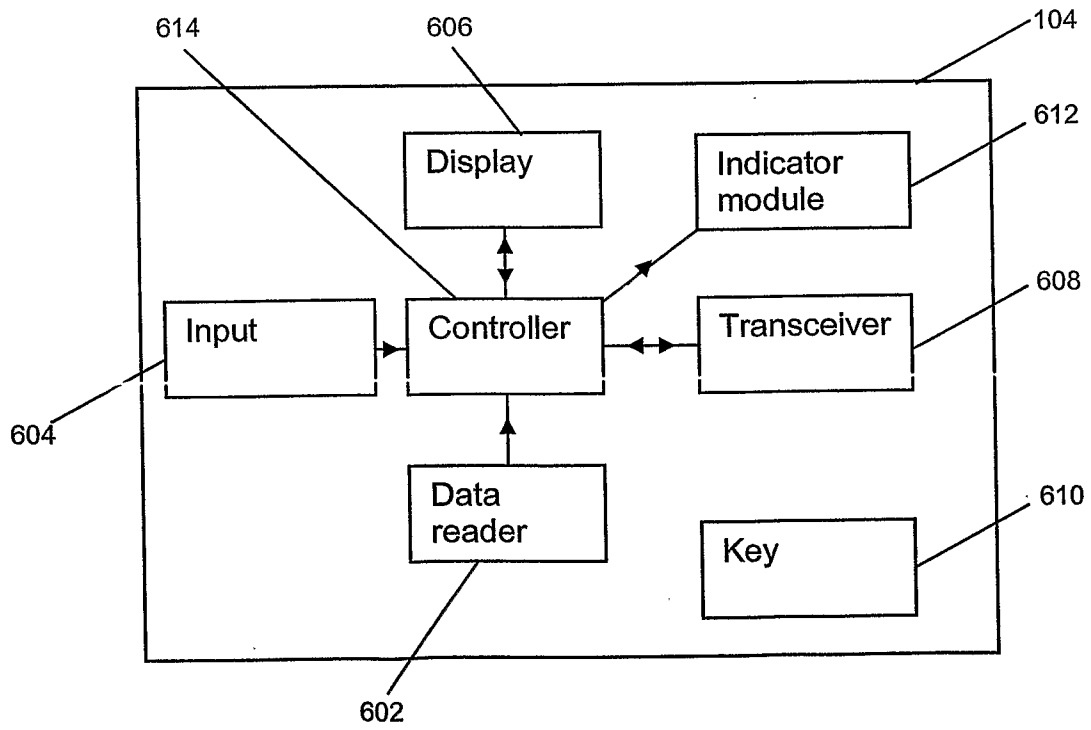 614
606
104
612
Display
Indicator
module
608
Input
Controller
Transceiver
604
Data
reader
610
Key
602